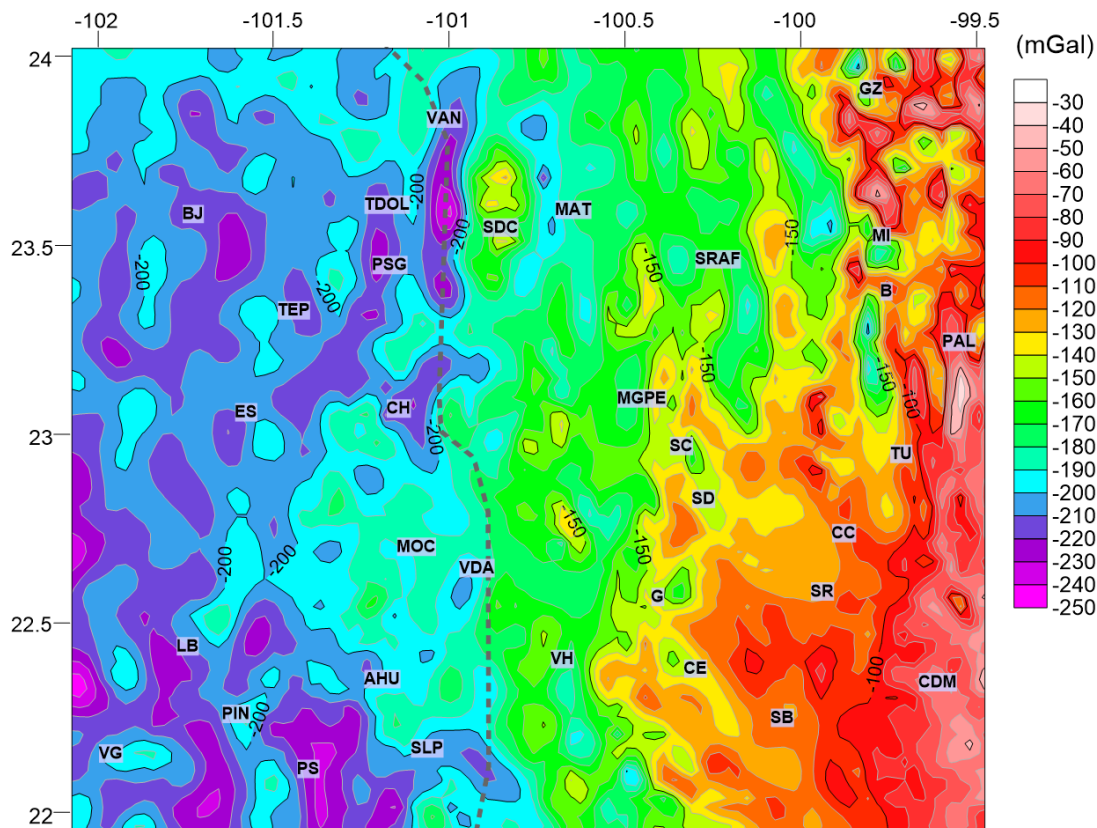 -102 -101.5 -101 -100.5 -100 -99.5
24
(mGal)
GZ
-30
-40
VAN
-60
-70
-200
BJ
TDOL
MAT
-80
SDC
MI
-90
23.5
-200
-200
-150
-150
PSG
SRAF
-100
-200
B
-110
TEP
-120
PAL
-130
-150
-150
-100
-140
MGPE
ES
CH
-150
23
-200
-160
SC
TU
-170
SD
-180
-150
-190
CC
-200
-200
-200
MOC
-150
-210
VDA
SR
-220
G
-230
22.5
-240
LB
VH
CE
-250
AHU
-100
CDM
PIN
-200
SB
VG
SLP
PS
22